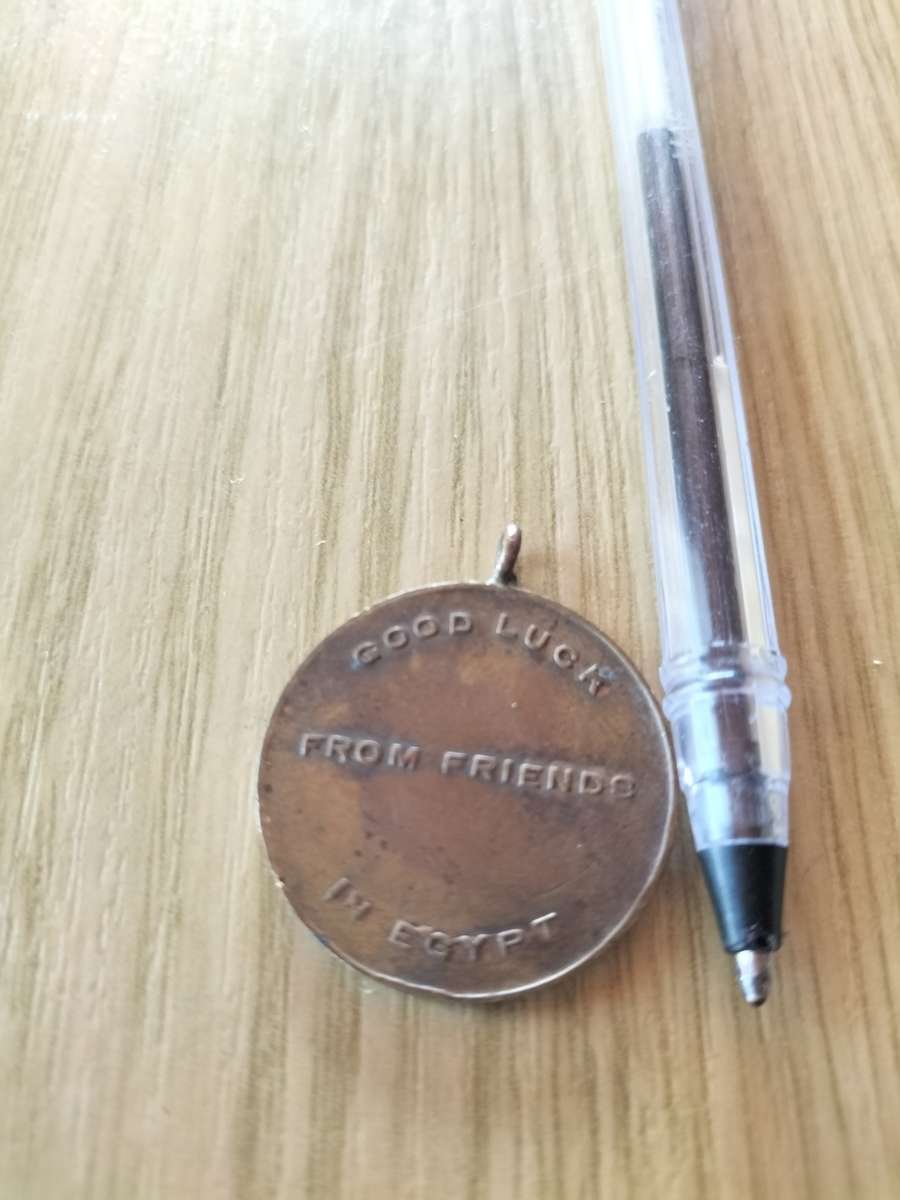 GOOD LUCK
FROM FRIENDS
IN EGYPT